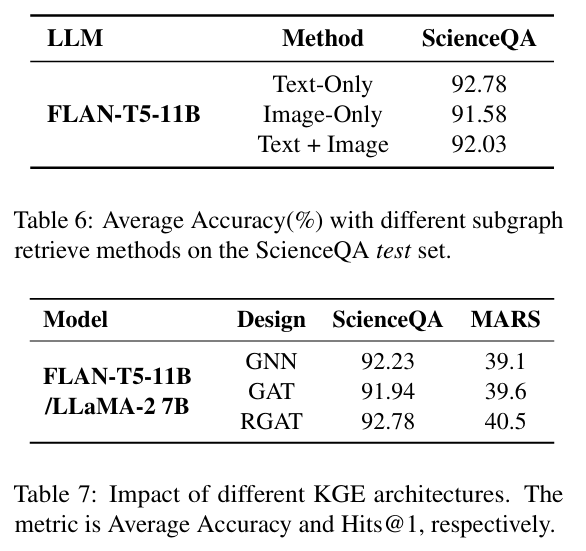 LLM Method ScienceQA
FLAN-T5-11B
Text-Only 92.78
Image-Only 91.58
Text + Image 92.03
Table 6: Average Accuracy(%) with different subgraph
retrieve methods on the ScienceQA test set.
Model Design ScienceQA MARS
FLAN-T5-11B
/LLaMA-2 7B
GNN 92.23 39.1
GAT 91.94 39.6
RGAT 92.78 40.5
Table 7: Impact of different KGE architectures. The
metric is Average Accuracy and Hits@1, respectively.